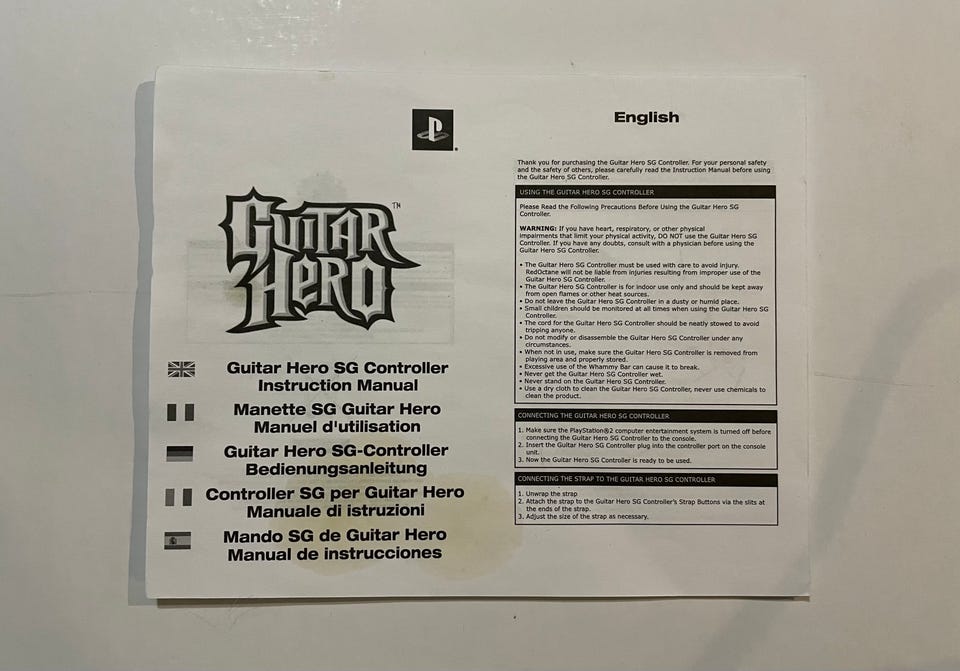 GUITAR HERO™
Guitar Hero SG Controller
Instruction Manual
Manette SG Guitar Hero
Manuel d'utilisation
Guitar Hero SG-Controller
Bedienungsanleitung
Controller SG per Guitar Hero
Manuale di istruzioni
Mando SG de Guitar Hero
Manual de instrucciones
English
Thank you for purchasing the Guitar Hero SG Controller. For your personal safety
and the safety of others, please carefully read the Instruction Manual before using
the Guitar Hero SG Controller.
USING THE GUITAR HERO SG CONTROLLER
Please Read the Following Precautions Before Using the Guitar Hero SG
Controller.
WARNING: If you have heart, respiratory, or other physical
impairments that limit your physical activity, DO NOT use the Guitar Hero SG
Controller. If you have any doubts, consult with a physician before using the
Guitar Hero SG Controller.
• The Guitar Hero SG Controller must be used with care to avoid injury.
RedOctane will not be liable from injuries resulting from improper use of the
Guitar Hero SG Controller.
• The Guitar Hero SG Controller is for indoor use only and should be kept away
from open flames or other heat sources.
• Do not leave the Guitar Hero SG Controller in a dusty or humid place.
• Small children should be monitored at all times when using the Guitar Hero SG
Controller.
• The cord for the Guitar Hero SG Controller should be neatly stowed to avoid
tripping anyone.
• Do not modify or disassemble the Guitar Hero SG Controller under any
circumstances.
• When not in use, make sure the Guitar Hero SG Controller is removed from
playing area and properly stored.
• Excessive use of the Whammy Bar can cause it to break.
• Never get the Guitar Hero SG Controller wet.
• Never stand on the Guitar Hero SG Controller.
• Use a dry cloth to clean the Guitar Hero SG Controller, never use chemicals to
clean the product.
CONNECTING THE GUITAR HERO SG CONTROLLER
1. Make sure the PlayStation®2 computer entertainment system is turned off before
connecting the Guitar Hero SG Controller to the console.
2. Insert the Guitar Hero SG Controller plug into the controller port on the console
unit.
3. Now the Guitar Hero SG Controller is ready to be used.
CONNECTING THE STRAP TO THE GUITAR HERO SG CONTROLLER
1. Unwrap the strap
2. Attach the strap to the Guitar Hero SG Controller's Strap Buttons via the slits at
the ends of the strap.
3. Adjust the size of the strap as necessary.